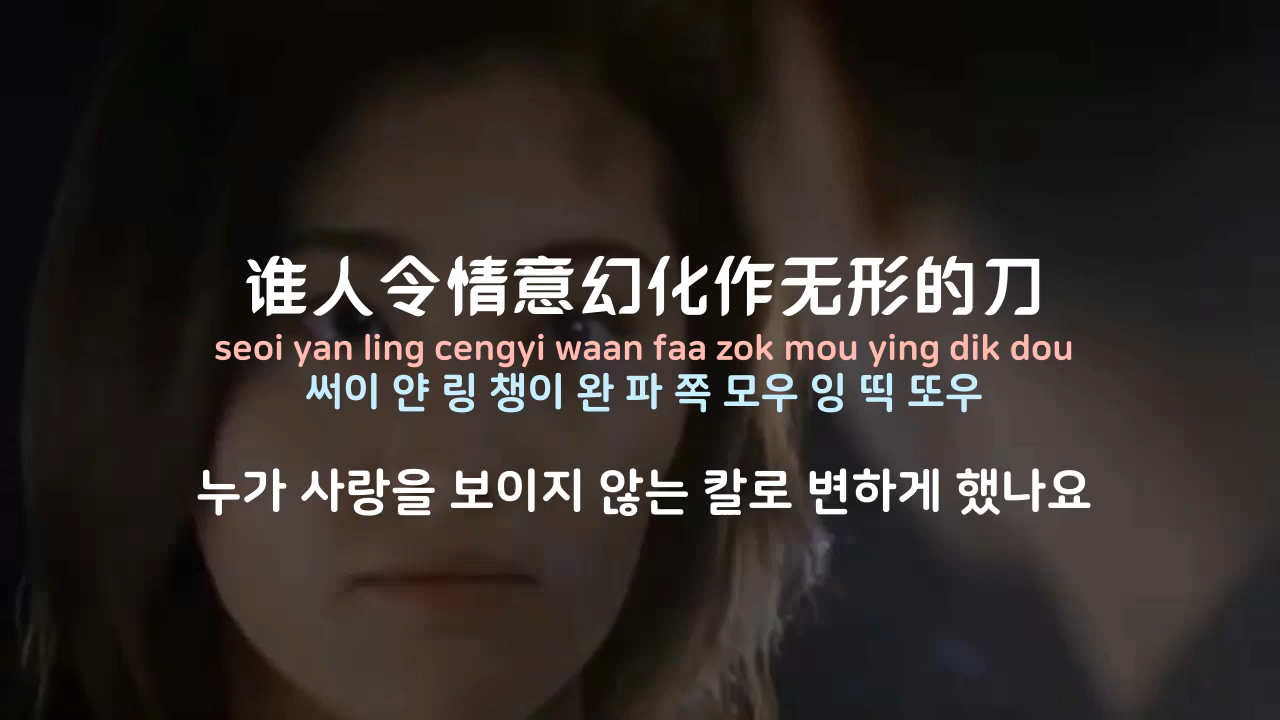 谁人令情意幻化作无形的刀
seoi yan ling cengyi waan faa zok mou ying dik dou
써이 얀 링 챙이 완 파 쪽 모우 잉 띡 또우
누가 사랑을 보이지 않는 칼로 변하게 했나요